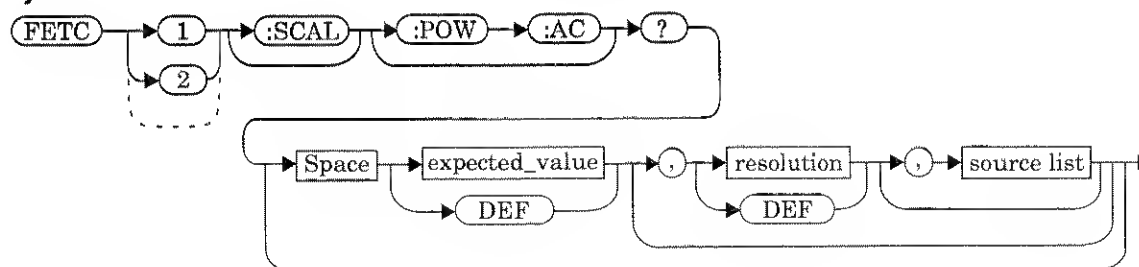 FETC 1 :SCAL :POW :AC ?
2
Space expected_value , resolution , source list
DEF DEF